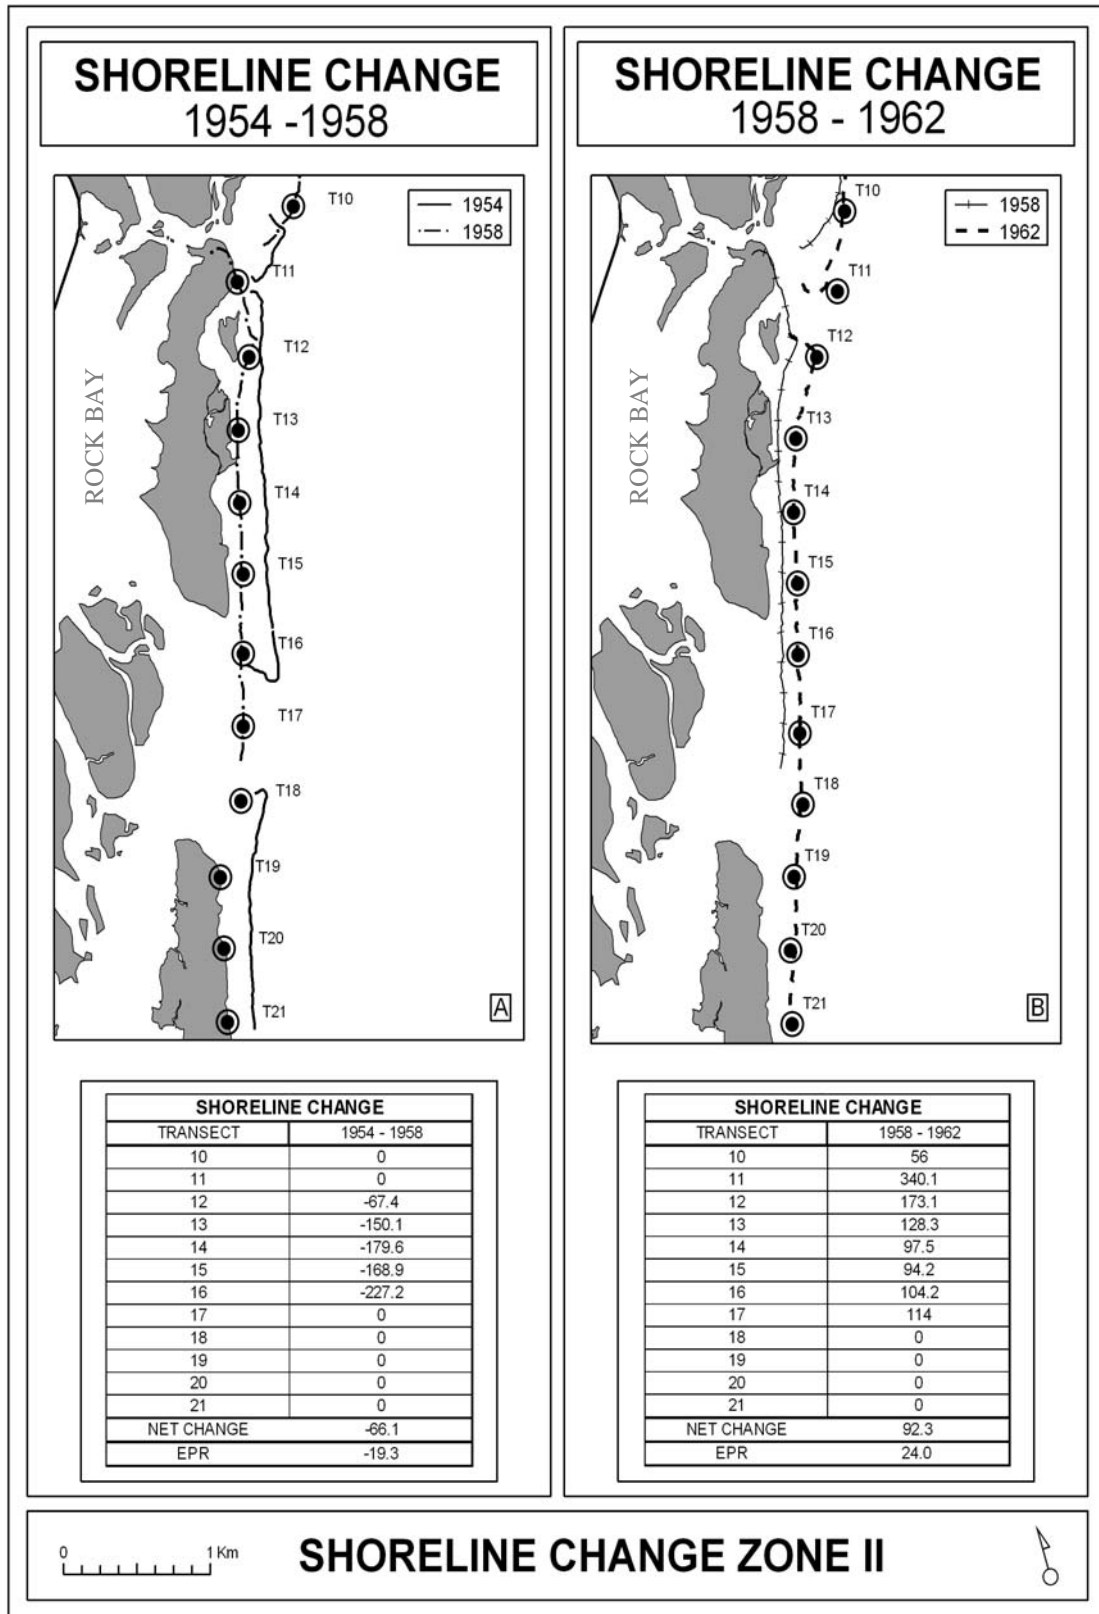 SHORELINE CHANGE
1954 -1958
T10
1954
1958
T11
T12
T13
ROCK BAY
T14
T15
T16
T17
T18
T19
T20
T21
A
SHORELINE CHANGE
TRANSECT 1954 - 1958
10 0
11 0
12 -67.4
13 -150.1
14 -179.6
15 -168.9
16 -227.2
17 0
18 0
19 0
20 0
21 0
NET CHANGE -66.1
EPR -19.3
SHORELINE CHANGE
1958 - 1962
T10
1958
1962
T11
T12
T13
ROCK BAY
T14
T15
T16
T17
T18
T19
T20
T21
B
SHORELINE CHANGE
TRANSECT 1958 - 1962
10 56
11 340.1
12 173.1
13 128.3
14 97.5
15 94.2
16 104.2
17 114
18 0
19 0
20 0
21 0
NET CHANGE 92.3
EPR 24.0
0 1 Km
SHORELINE CHANGE ZONE II